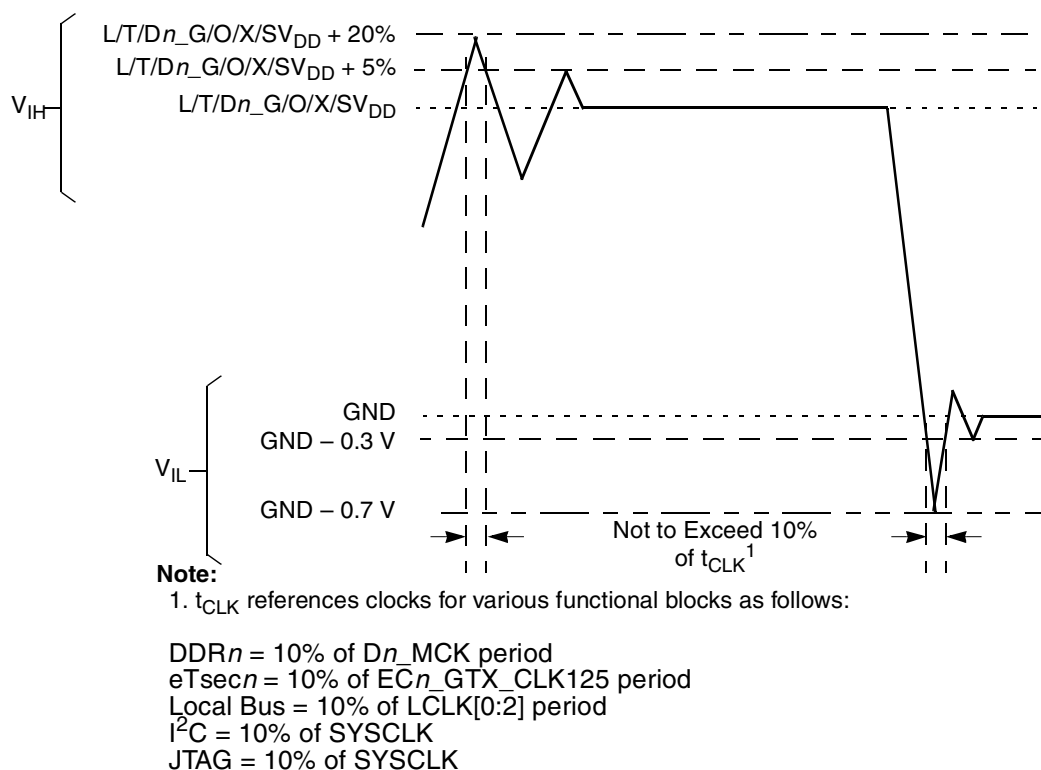 L/T/Dn_G/O/X/SVDD + 20%
L/T/Dn_G/O/X/SVDD + 5%
L/T/Dn_G/O/X/SVDD
VIH
GND
GND – 0.3 V
VIL
GND – 0.7 V
Not to Exceed 10%
of tCLK1
Note:
1. tCLK references clocks for various functional blocks as follows:
DDRn = 10% of Dn_MCK period
eTsecn = 10% of ECn_GTX_CLK125 period
Local Bus = 10% of LCLK[0:2] period
I2C = 10% of SYSCLK
JTAG = 10% of SYSCLK